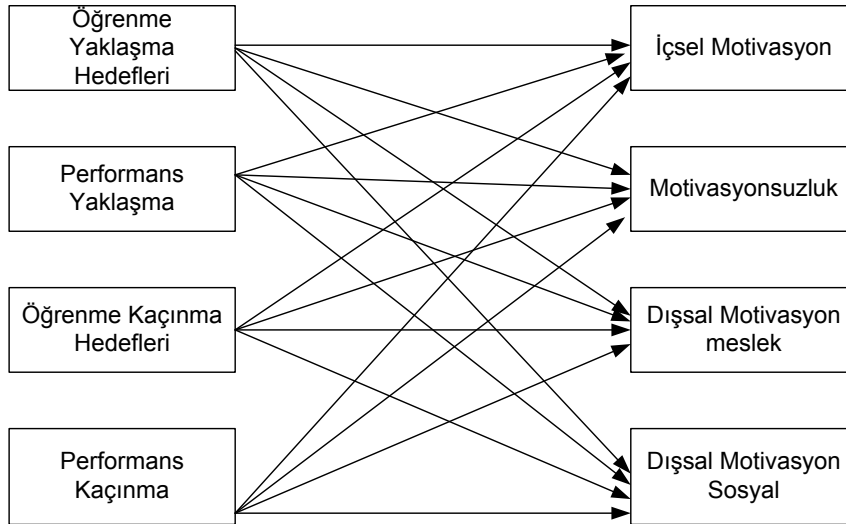 Öğrenme
Yaklaşma
Hedefleri
İçsel Motivasyon
Performans
Yaklaşma
Motivasyonsuzluk
Öğrenme Kaçınma
Hedefleri
Dışsal Motivasyon
meslek
Performans
Kaçınma
Dışsal Motivasyon
Sosyal